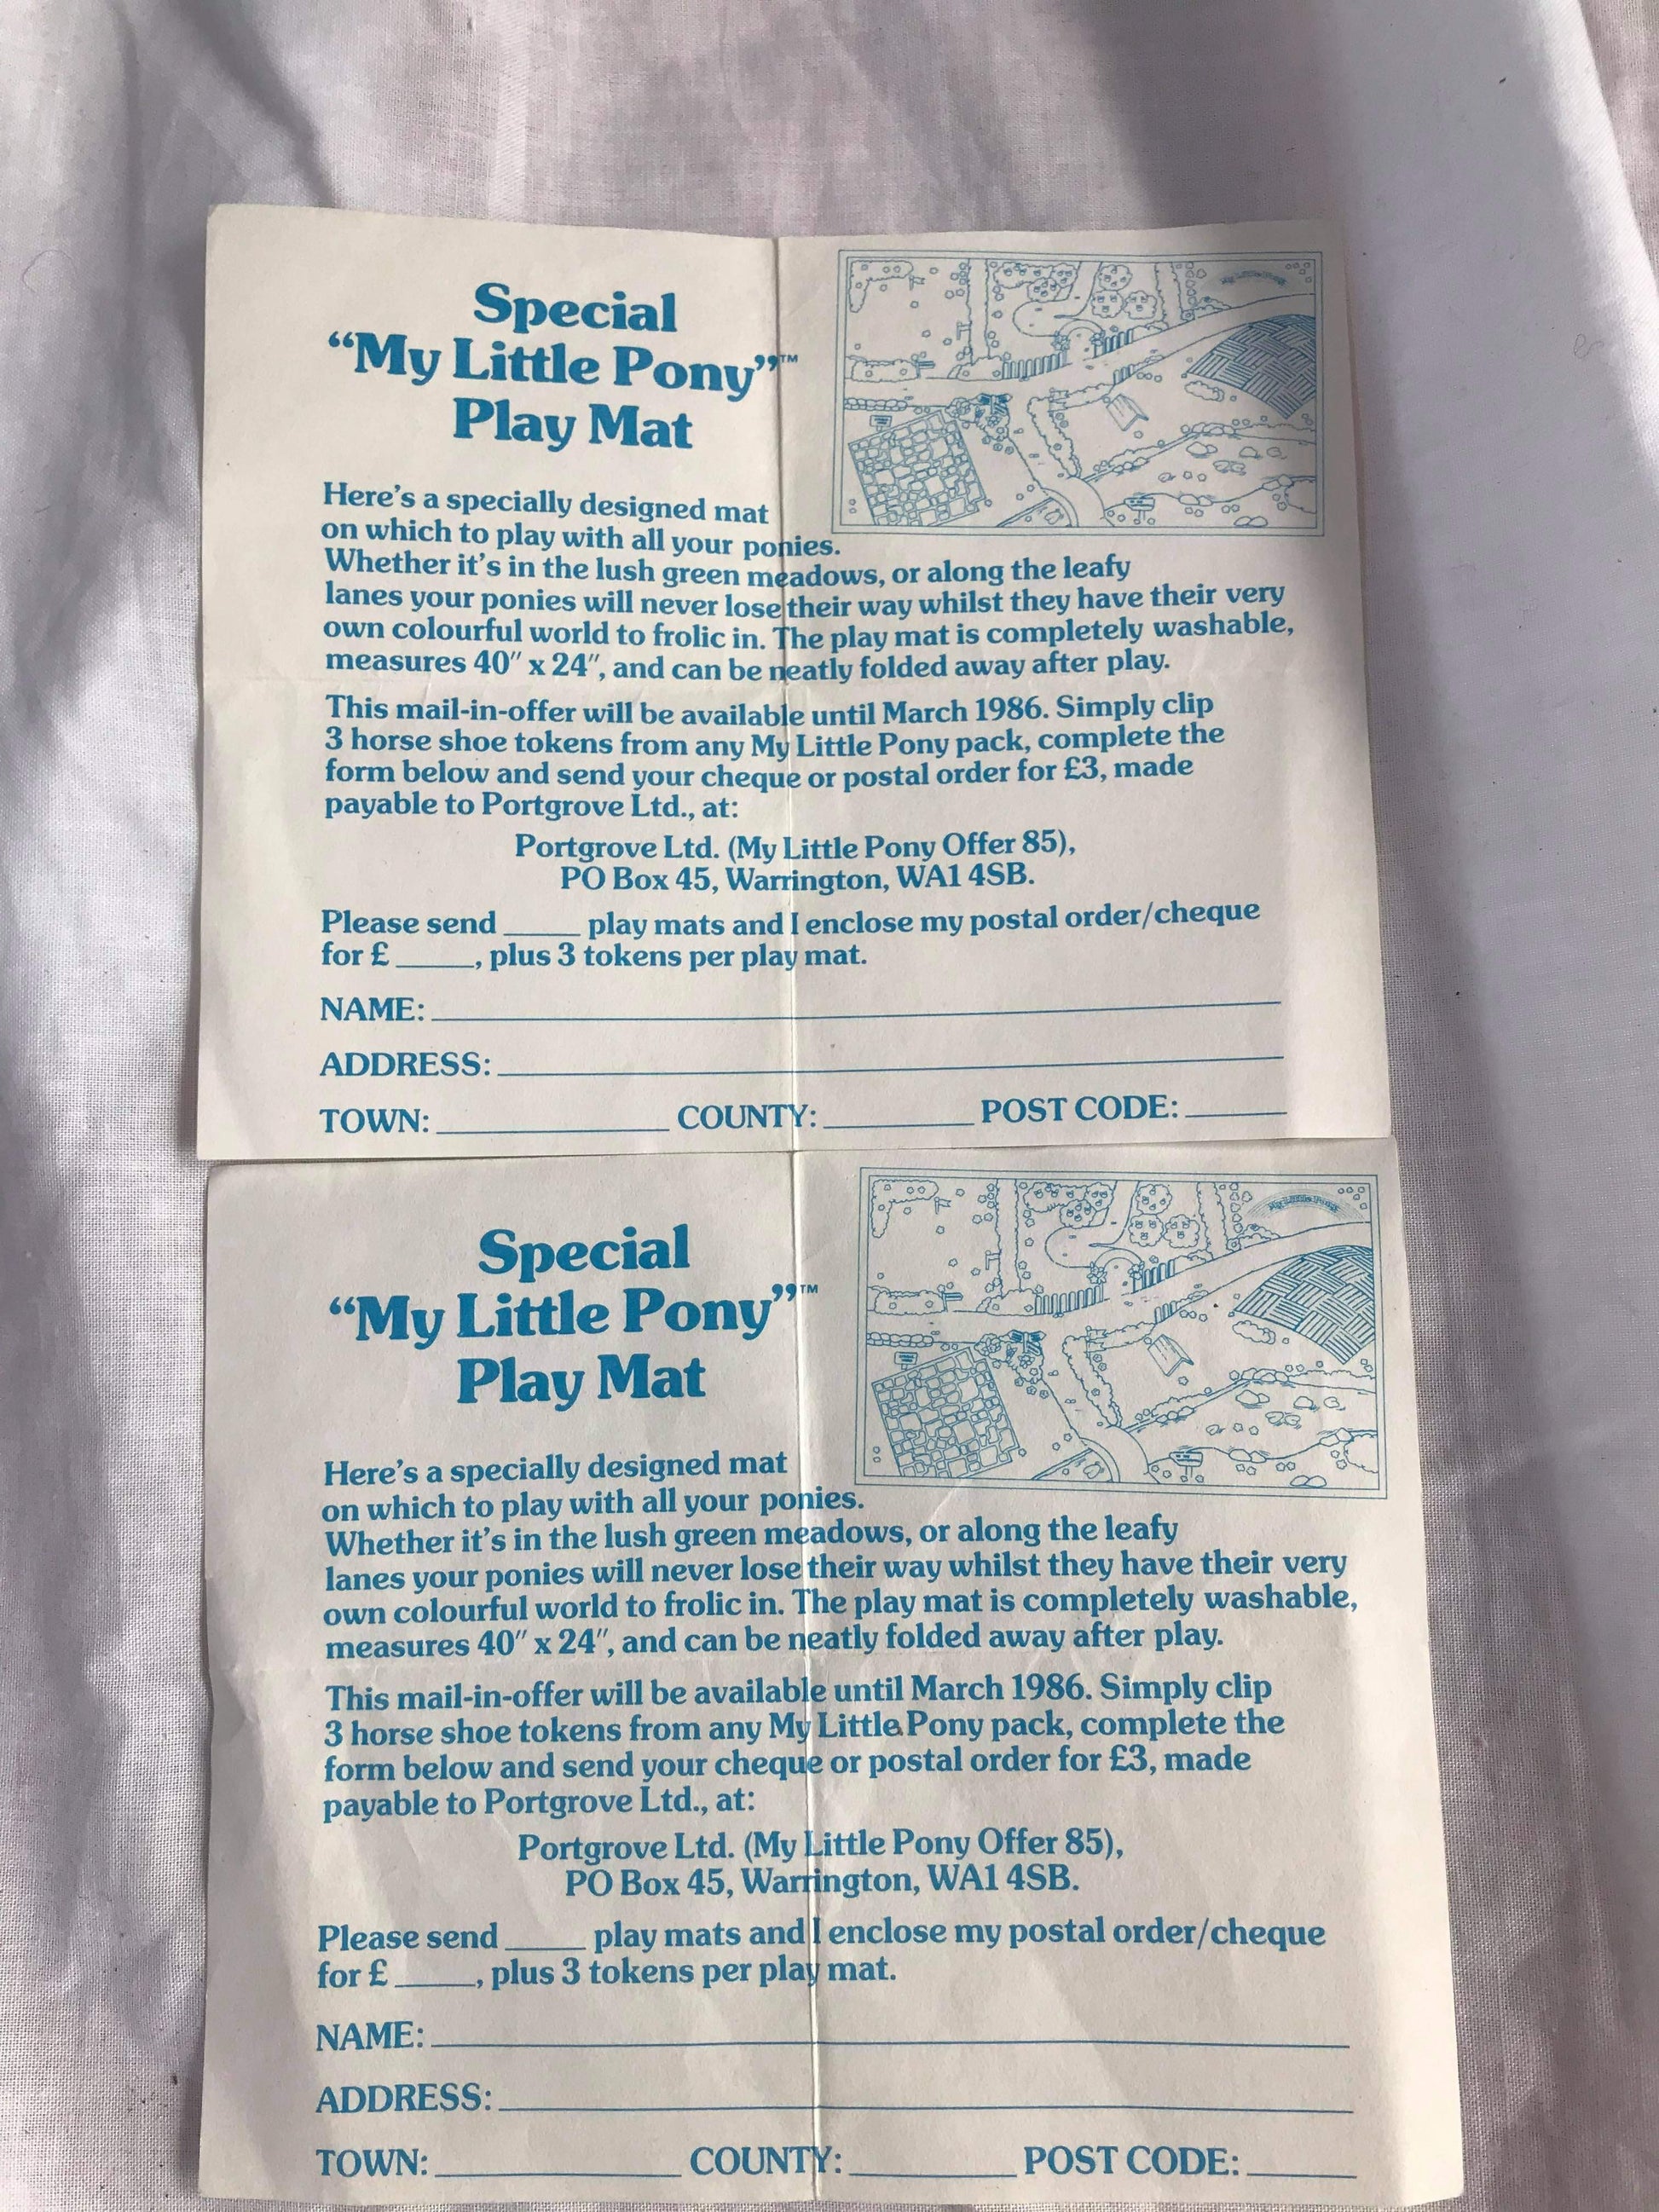 Special
“My Little Pony”™
Play Mat
My Little Pony
Here's a specially designed mat
on which to play with all your ponies.
Whether it's in the lush green meadows, or along the leafy
lanes your ponies will never lose their way whilst they have their very
own colourful world to frolic in. The play mat is completely washable,
measures 40″ x 24″, and can be neatly folded away after play.
This mail-in-offer will be available until March 1986. Simply clip
3 horse shoe tokens from any My Little Pony pack, complete the
form below and send your cheque or postal order for £3, made
payable to Portgrove Ltd., at:
Portgrove Ltd. (My Little Pony Offer 85),
PO Box 45, Warrington, WA1 4SB.
Please send _____ play mats and I enclose my postal order/cheque
for £ _____, plus 3 tokens per play mat.
NAME:
ADDRESS:
TOWN: COUNTY: POST CODE:
Special
“My Little Pony”™
Play Mat
My Little Pony
Here's a specially designed mat
on which to play with all your ponies.
Whether it's in the lush green meadows, or along the leafy
lanes your ponies will never lose their way whilst they have their very
own colourful world to frolic in. The play mat is completely washable,
measures 40″ x 24″, and can be neatly folded away after play.
This mail-in-offer will be available until March 1986. Simply clip
3 horse shoe tokens from any My Little Pony pack, complete the
form below and send your cheque or postal order for £3, made
payable to Portgrove Ltd., at:
Portgrove Ltd. (My Little Pony Offer 85),
PO Box 45, Warrington, WA1 4SB.
Please send _____ play mats and I enclose my postal order/cheque
for £ _____, plus 3 tokens per play mat.
NAME:
ADDRESS:
TOWN: COUNTY: POST CODE: